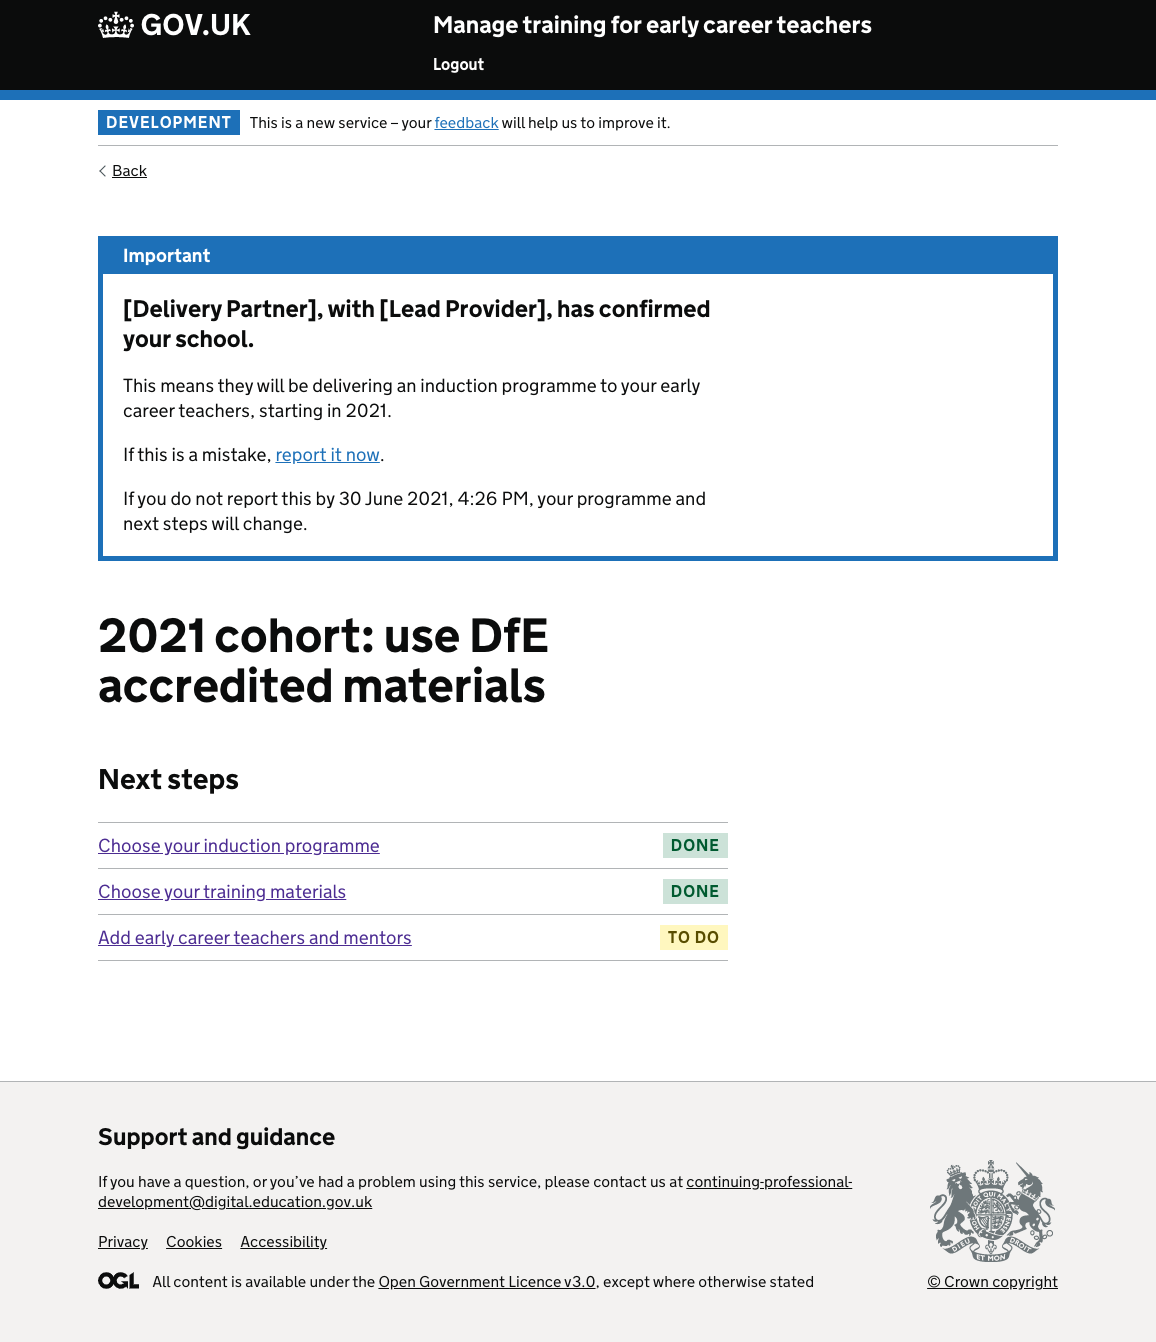 GOV.UK
Manage training for early career teachers
Logout
DEVELOPMENT
This is a new service – your feedback will help us to improve it.
Back
Important
[Delivery Partner], with [Lead Provider], has confirmed
your school.
This means they will be delivering an induction programme to your early
career teachers, starting in 2021.
If this is a mistake, report it now.
If you do not report this by 30 June 2021, 4:26 PM, your programme and
next steps will change.
2021 cohort: use DfE
accredited materials
Next steps
Choose your induction programme
DONE
Choose your training materials
DONE
Add early career teachers and mentors
TO DO
Support and guidance
If you have a question, or you’ve had a problem using this service, please contact us at continuing-professional-
development@digital.education.gov.uk
Privacy
Cookies
Accessibility
OGL
All content is available under the Open Government Licence v3.0, except where otherwise stated
DIEU ET MON DROIT
© Crown copyright